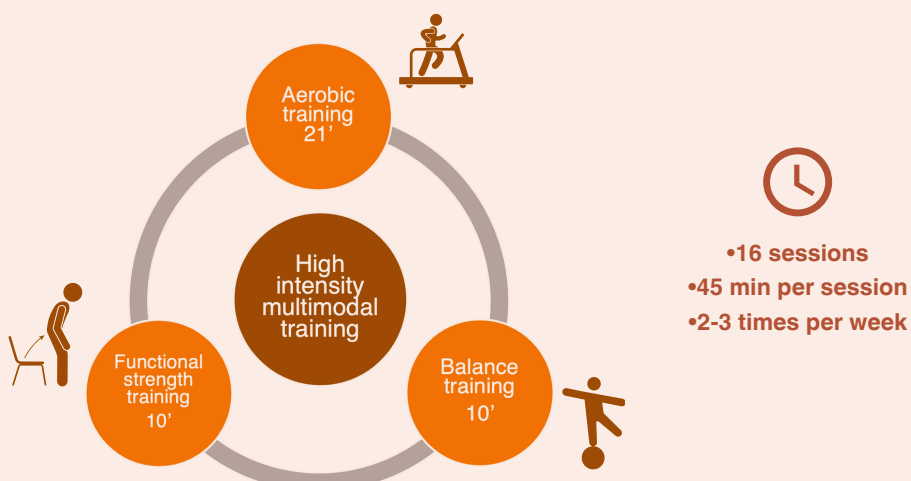 Aerobic
training
21’
High
intensity
multimodal
training
Functional
strength
training
10’
Balance
training
10’
•16 sessions
•45 min per session
•2-3 times per week